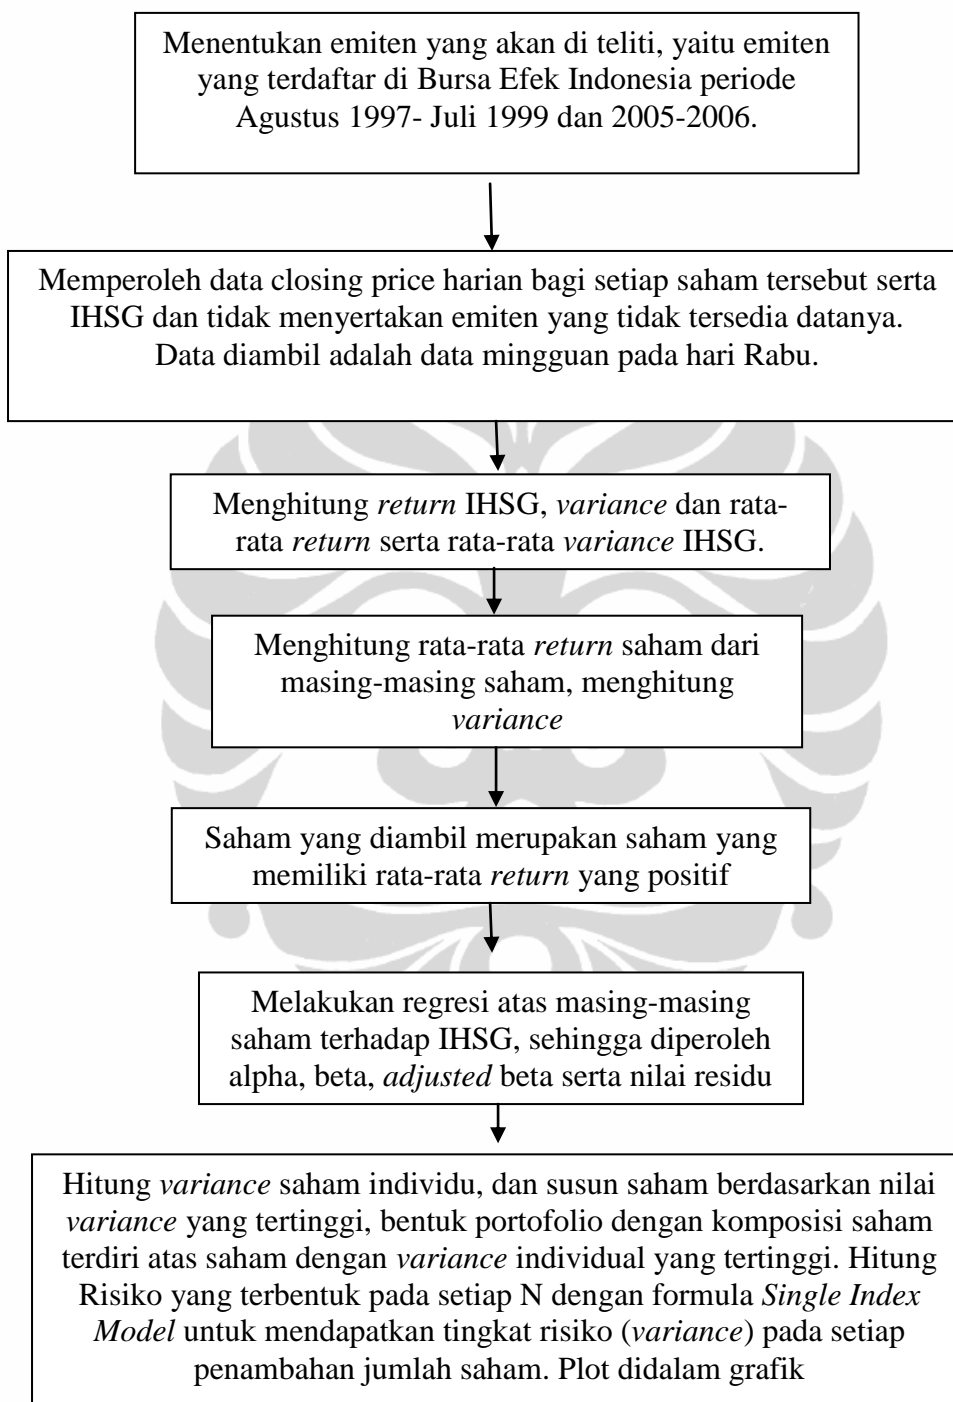 Menentukan emiten yang akan di teliti, yaitu emiten
yang terdaftar di Bursa Efek Indonesia periode
Agustus 1997- Juli 1999 dan 2005-2006.
Memperoleh data closing price harian bagi setiap saham tersebut serta
IHSG dan tidak menyertakan emiten yang tidak tersedia datanya.
Data diambil adalah data mingguan pada hari Rabu.
Menghitung return IHSG, variance dan rata-
rata return serta rata-rata variance IHSG.
Menghitung rata-rata return saham dari
masing-masing saham, menghitung
variance
Saham yang diambil merupakan saham yang
memiliki rata-rata return yang positif
Melakukan regresi atas masing-masing
saham terhadap IHSG, sehingga diperoleh
alpha, beta, adjusted beta serta nilai residu
Hitung variance saham individu, dan susun saham berdasarkan nilai
variance yang tertinggi, bentuk portofolio dengan komposisi saham
terdiri atas saham dengan variance individual yang tertinggi. Hitung
Risiko yang terbentuk pada setiap N dengan formula Single Index
Model untuk mendapatkan tingkat risiko (variance) pada setiap
penambahan jumlah saham. Plot didalam grafik